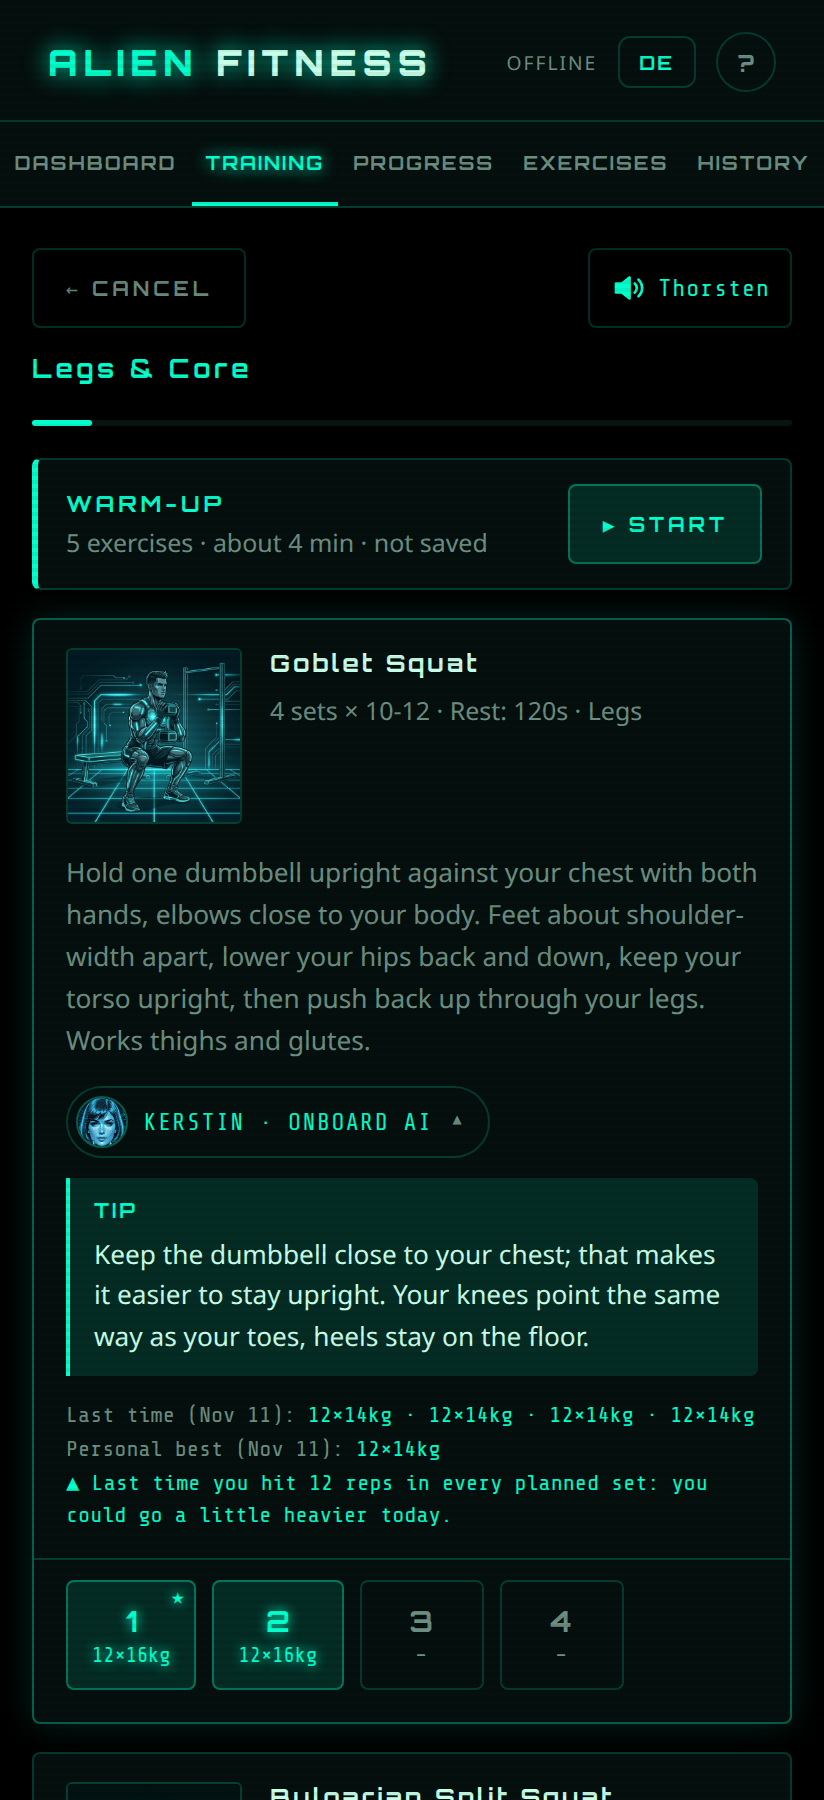 ALIEN FITNESS
OFFLINE
DE
?
DASHBOARD
TRAINING
PROGRESS
EXERCISES
HISTORY
← CANCEL
Thorsten
Legs & Core
WARM-UP
5 exercises · about 4 min · not saved
▶ START
Goblet Squat
4 sets × 10-12 · Rest: 120s · Legs
Hold one dumbbell upright against your chest with both
hands, elbows close to your body. Feet about shoulder-
width apart, lower your hips back and down, keep your
torso upright, then push back up through your legs.
Works thighs and glutes.
KERSTIN · ONBOARD AI ▲
TIP
Keep the dumbbell close to your chest; that makes
it easier to stay upright. Your knees point the same
way as your toes, heels stay on the floor.
Last time (Nov 11): 12×14kg · 12×14kg · 12×14kg · 12×14kg
Personal best (Nov 11): 12×14kg
▲ Last time you hit 12 reps in every planned set: you
could go a little heavier today.
1 ★
12×16kg
2
12×16kg
3
–
4
–
Bulgarian Split Squat